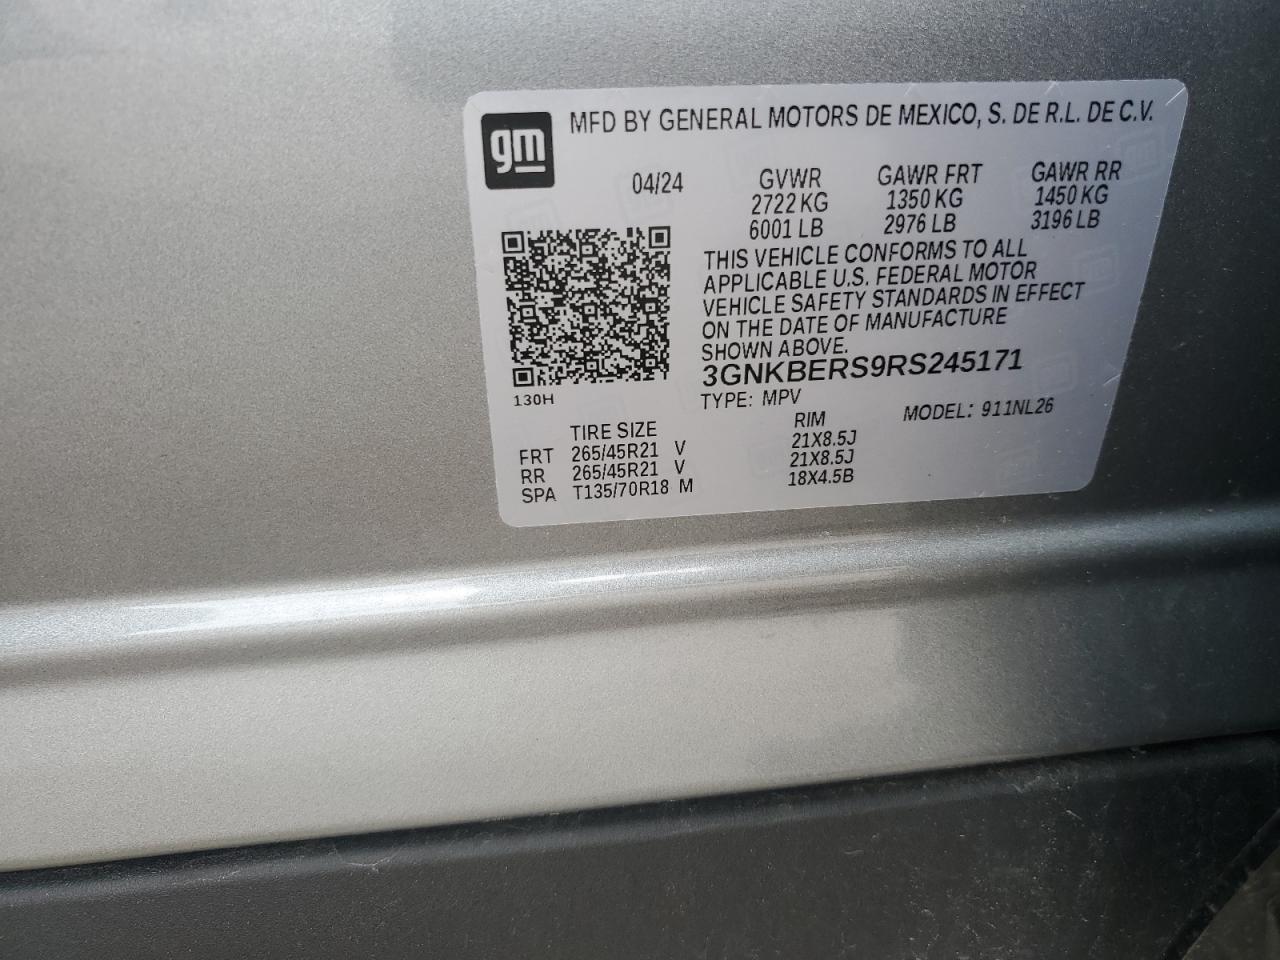 gm
MFD BY GENERAL MOTORS DE MEXICO, S. DE R.L. DE C.V.
04/24 GVWR GAWR FRT GAWR RR
2722 KG 1350 KG 1450 KG
6001 LB 2976 LB 3196 LB
THIS VEHICLE CONFORMS TO ALL
APPLICABLE U.S. FEDERAL MOTOR
VEHICLE SAFETY STANDARDS IN EFFECT
ON THE DATE OF MANUFACTURE
SHOWN ABOVE.
3GNKBERS9RS245171
130H
TYPE: MPV MODEL: 911NL26
TIRE SIZE RIM
FRT 265/45R21 V 21X8.5J
RR 265/45R21 V 21X8.5J
SPA T135/70R18 M 18X4.5B